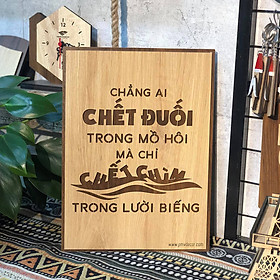 CHẲNG AI
CHẾT ĐUỐI
TRONG MỒ HÔI
MÀ CHỈ
CHẾT CHÌM
TRONG LƯỜI BIẾNG